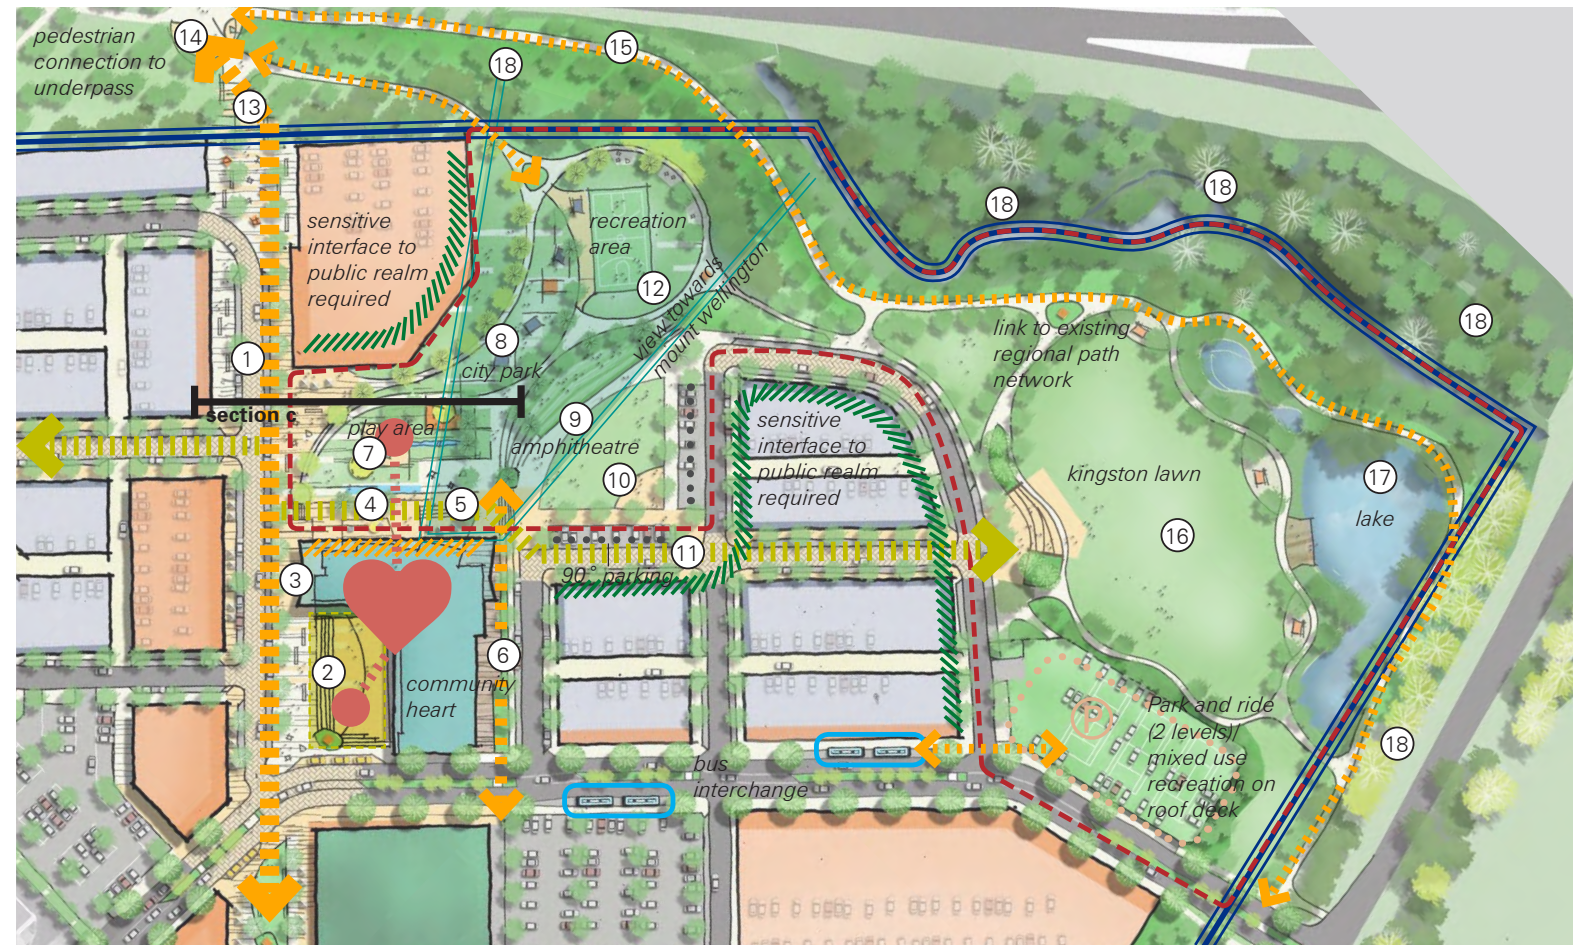 pedestrian
connection to
underpass
14
15
18
13
sensitive
interface to
public realm
required
recreation
area
12
view towards
mount wellington
18
18
18
link to existing
regional path
network
1
8
city park
section c
play area
7
9
amphitheatre
10
4
5
sensitive
interface to
public realm
required
kingston lawn
16
17
lake
11
90° parking
3
2
6
community
heart
bus
interchange
P
Park and ride
(2 levels)/
mixed use
recreation on
roof deck
18